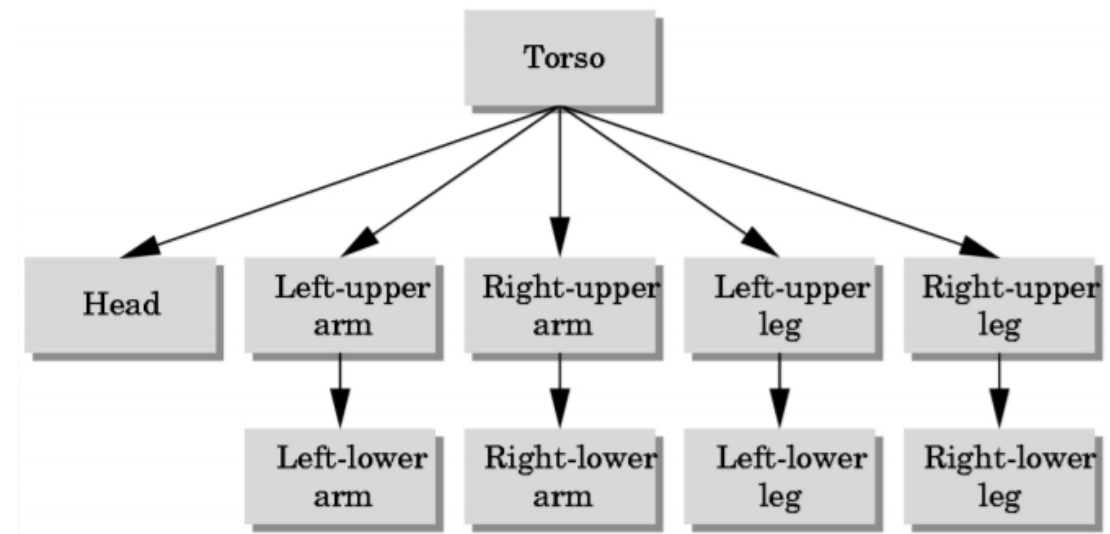 Torso
Head
Left-upper
arm
Right-upper
arm
Left-upper
leg
Right-upper
leg
Left-lower
arm
Right-lower
arm
Left-lower
leg
Right-lower
leg